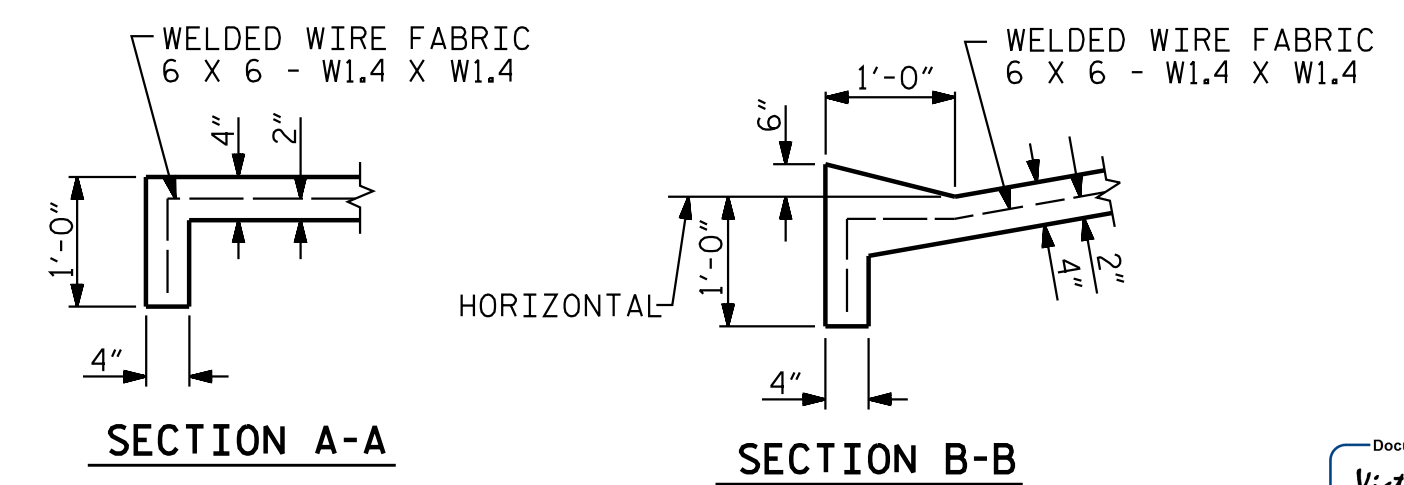 WELDED WIRE FABRIC
6 X 6 - W1.4 X W1.4
4"
2"
1'-0"
4"
SECTION A-A
WELDED WIRE FABRIC
6 X 6 - W1.4 X W1.4
1'-0"
6"
1'-0"
HORIZONTAL
4"
2"
4"
SECTION B-B